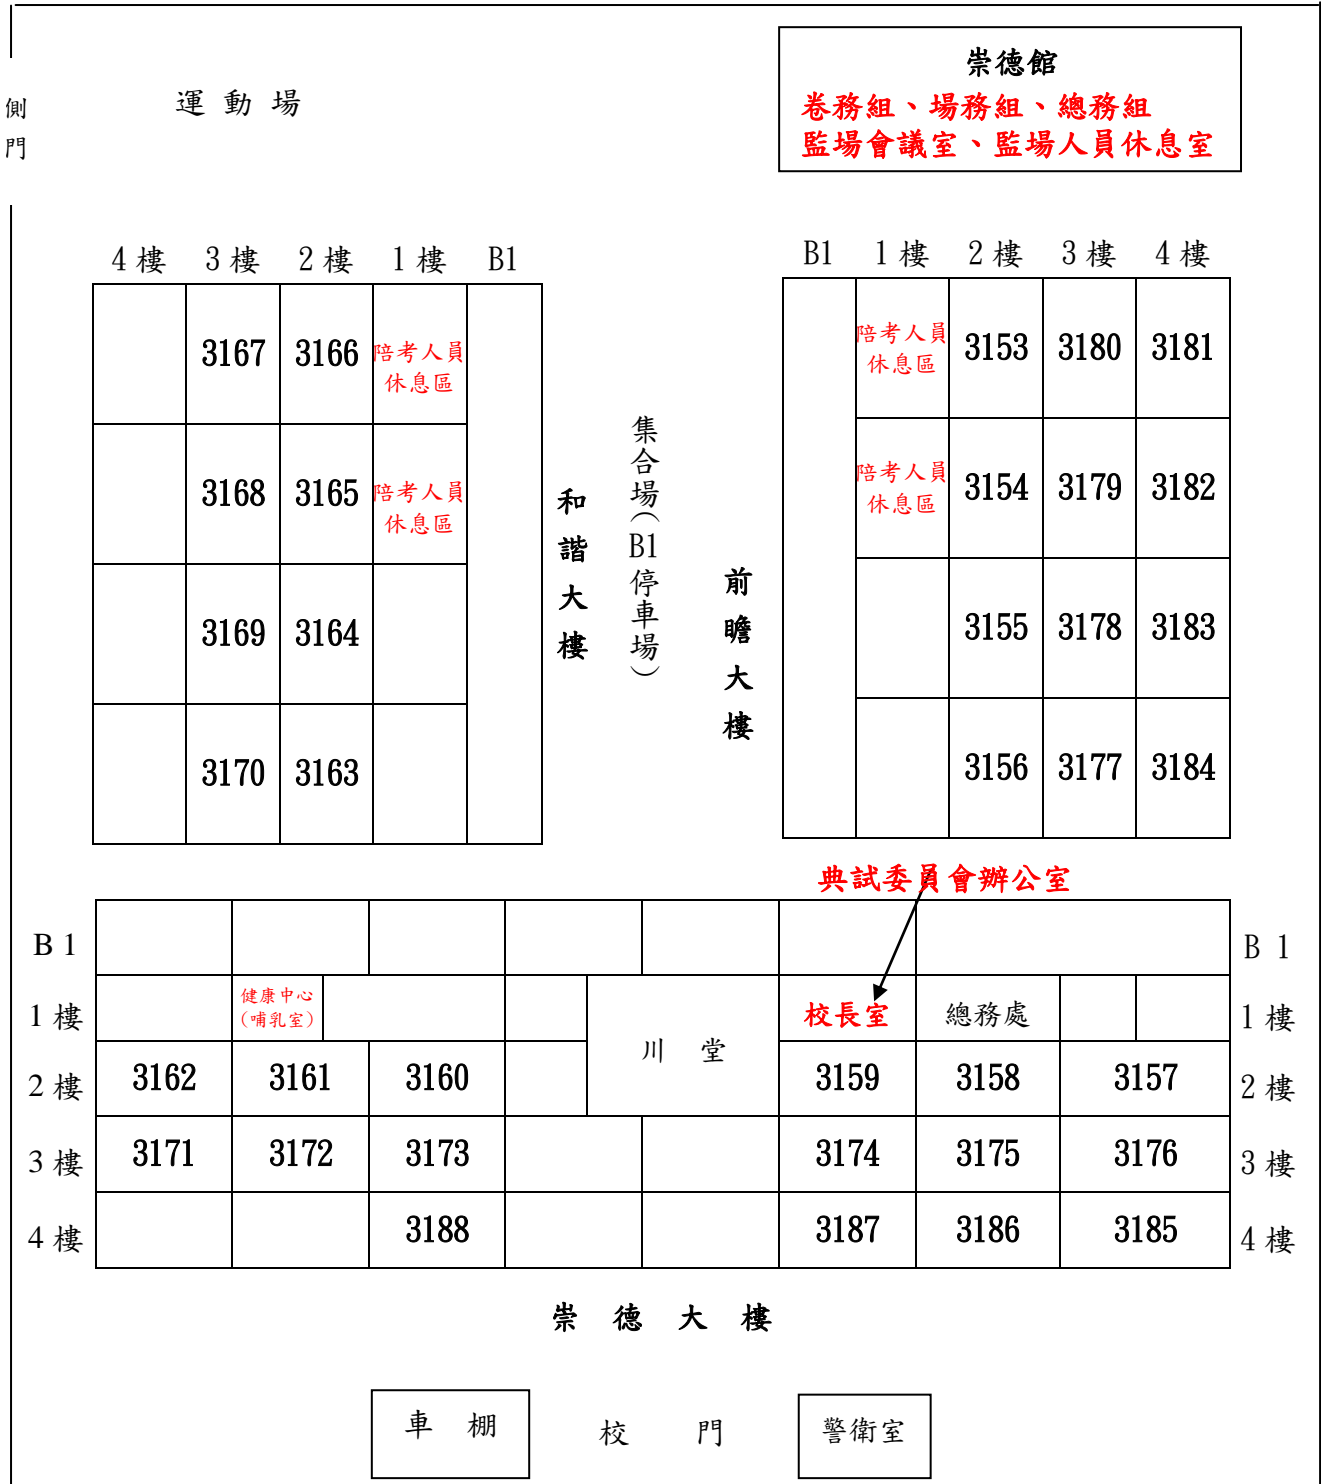 崇德館
卷務組、場務組、總務組
監場會議室、監場人員休息室
側門
運動場
4樓 3樓 2樓 1樓 B1
3167 3166 陪考人員
休息區
3168 3165 陪考人員
休息區
3169 3164
3170 3163
和諧大樓
集合場(B1停車場)
前瞻大樓
B1 1樓 2樓 3樓 4樓
陪考人員
休息區 3153 3180 3181
陪考人員
休息區 3154 3179 3182
3155 3178 3183
3156 3177 3184
典試委員會辦公室
B1 B1
1樓 健康中心
(哺乳室) 川堂 校長室 總務處 1樓
2樓 3162 3161 3160 3159 3158 3157 2樓
3樓 3171 3172 3173 3174 3175 3176 3樓
4樓 3188 3187 3186 3185 4樓
崇德大樓
車棚 校門 警衛室